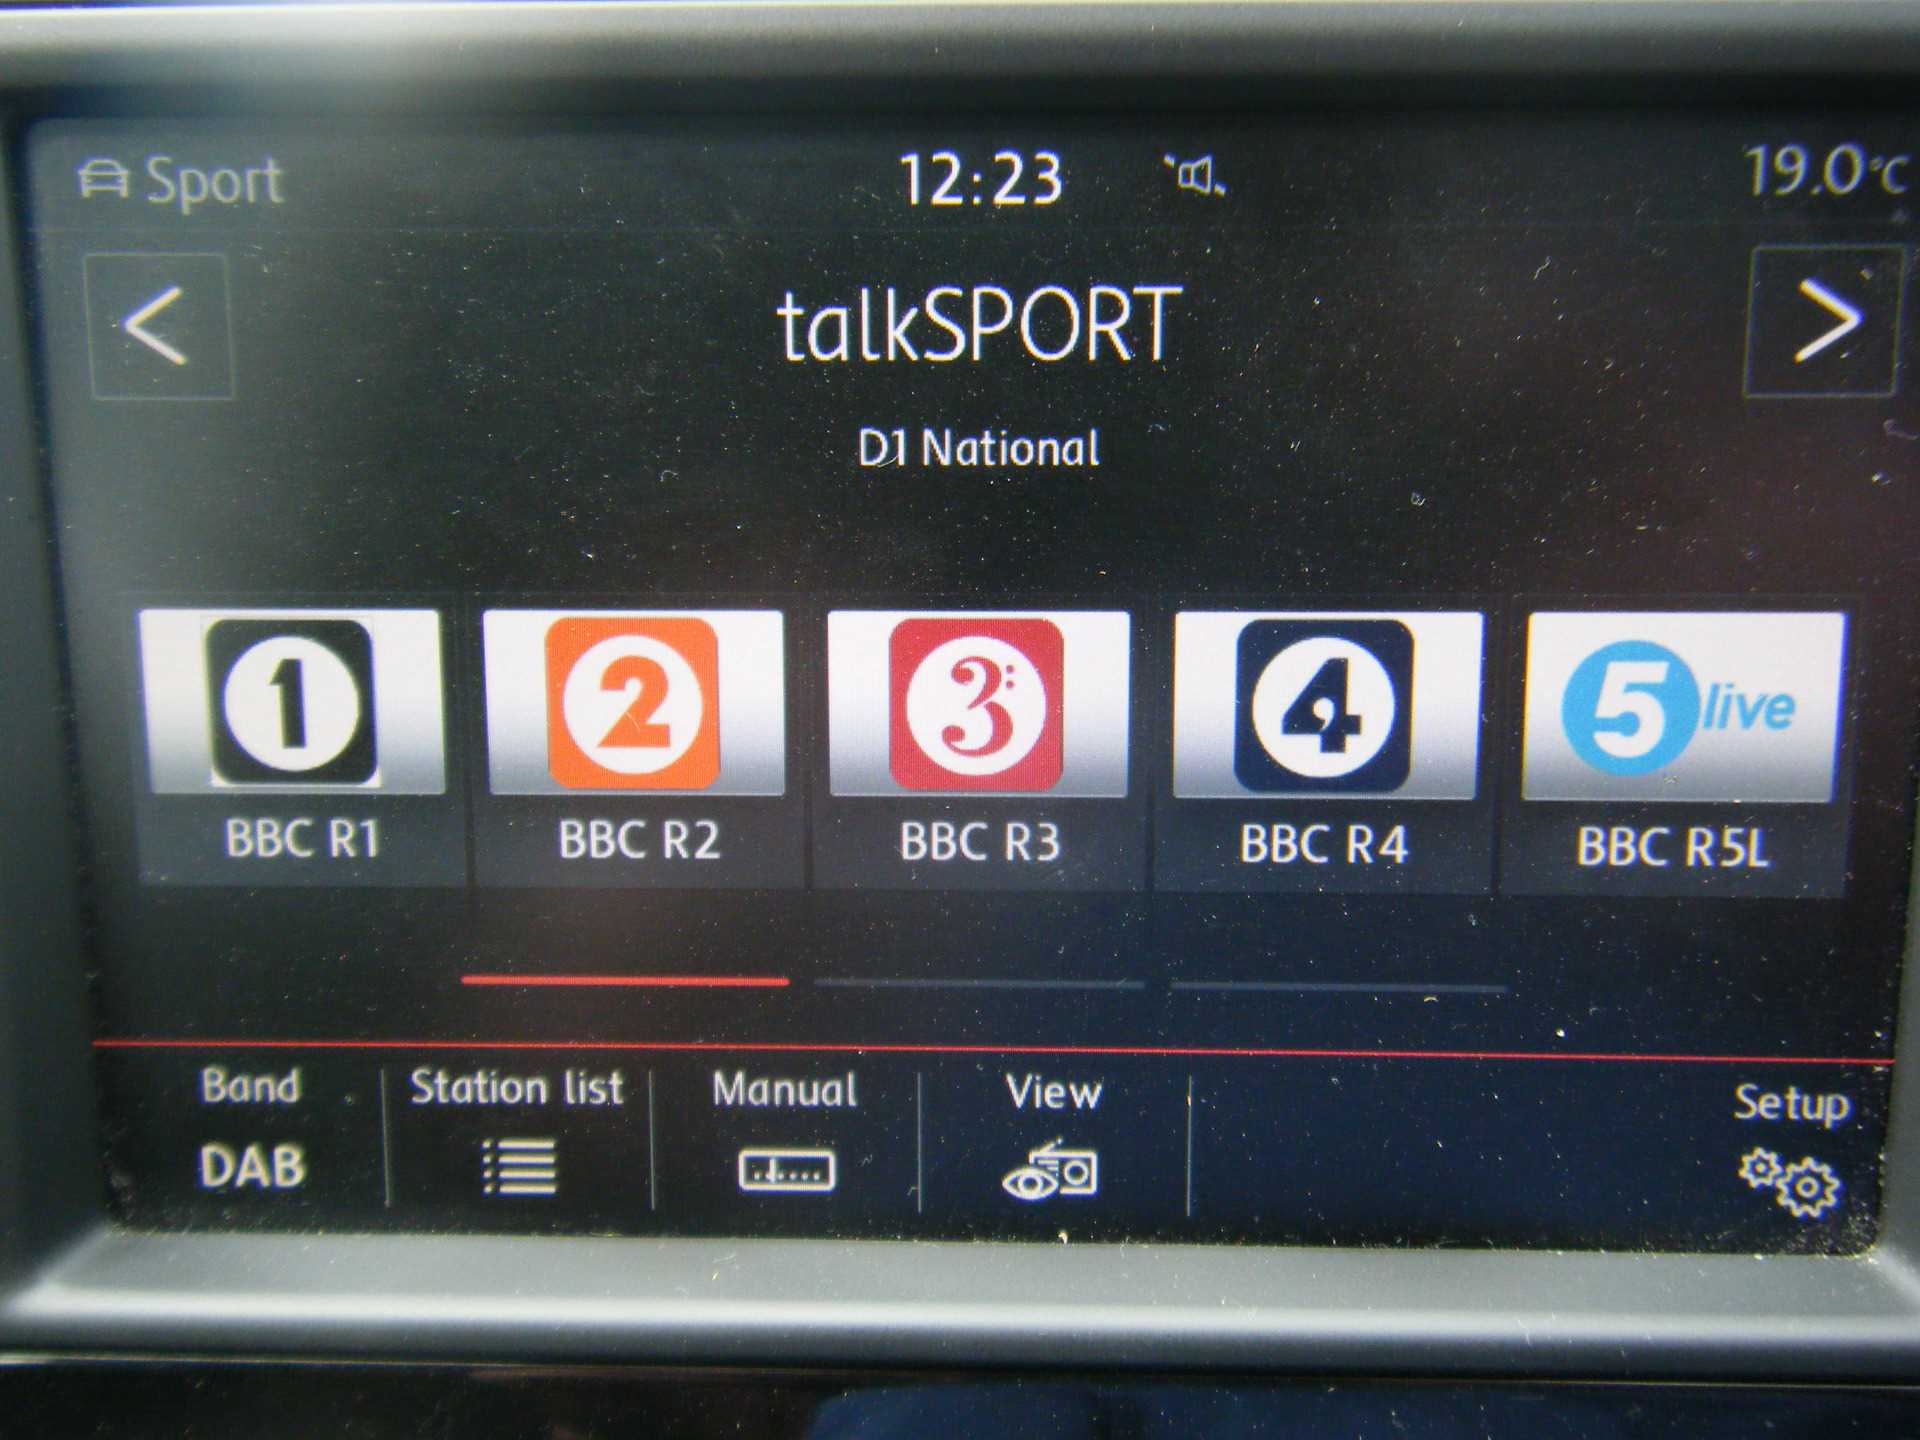 Sport 12:23 19.0°C
< talkSPORT >
D1 National
1 2 3 4 5 live
BBC R1 BBC R2 BBC R3 BBC R4 BBC R5L
Band Station list Manual View Setup
DAB